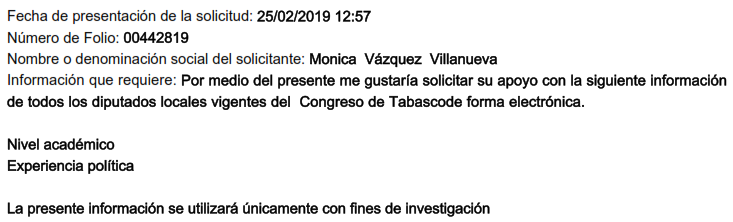 Fecha de presentación de la solicitud: 25/02/2019 12:57
Número de Folio: 00442819
Nombre o denominación social del solicitante: Monica Vázquez Villanueva
Información que requiere: Por medio del presente me gustaría solicitar su apoyo con la siguiente información
de todos los diputados locales vigentes del Congreso de Tabascode forma electrónica.
Nivel académico
Experiencia política
La presente información se utilizará únicamente con fines de investigación